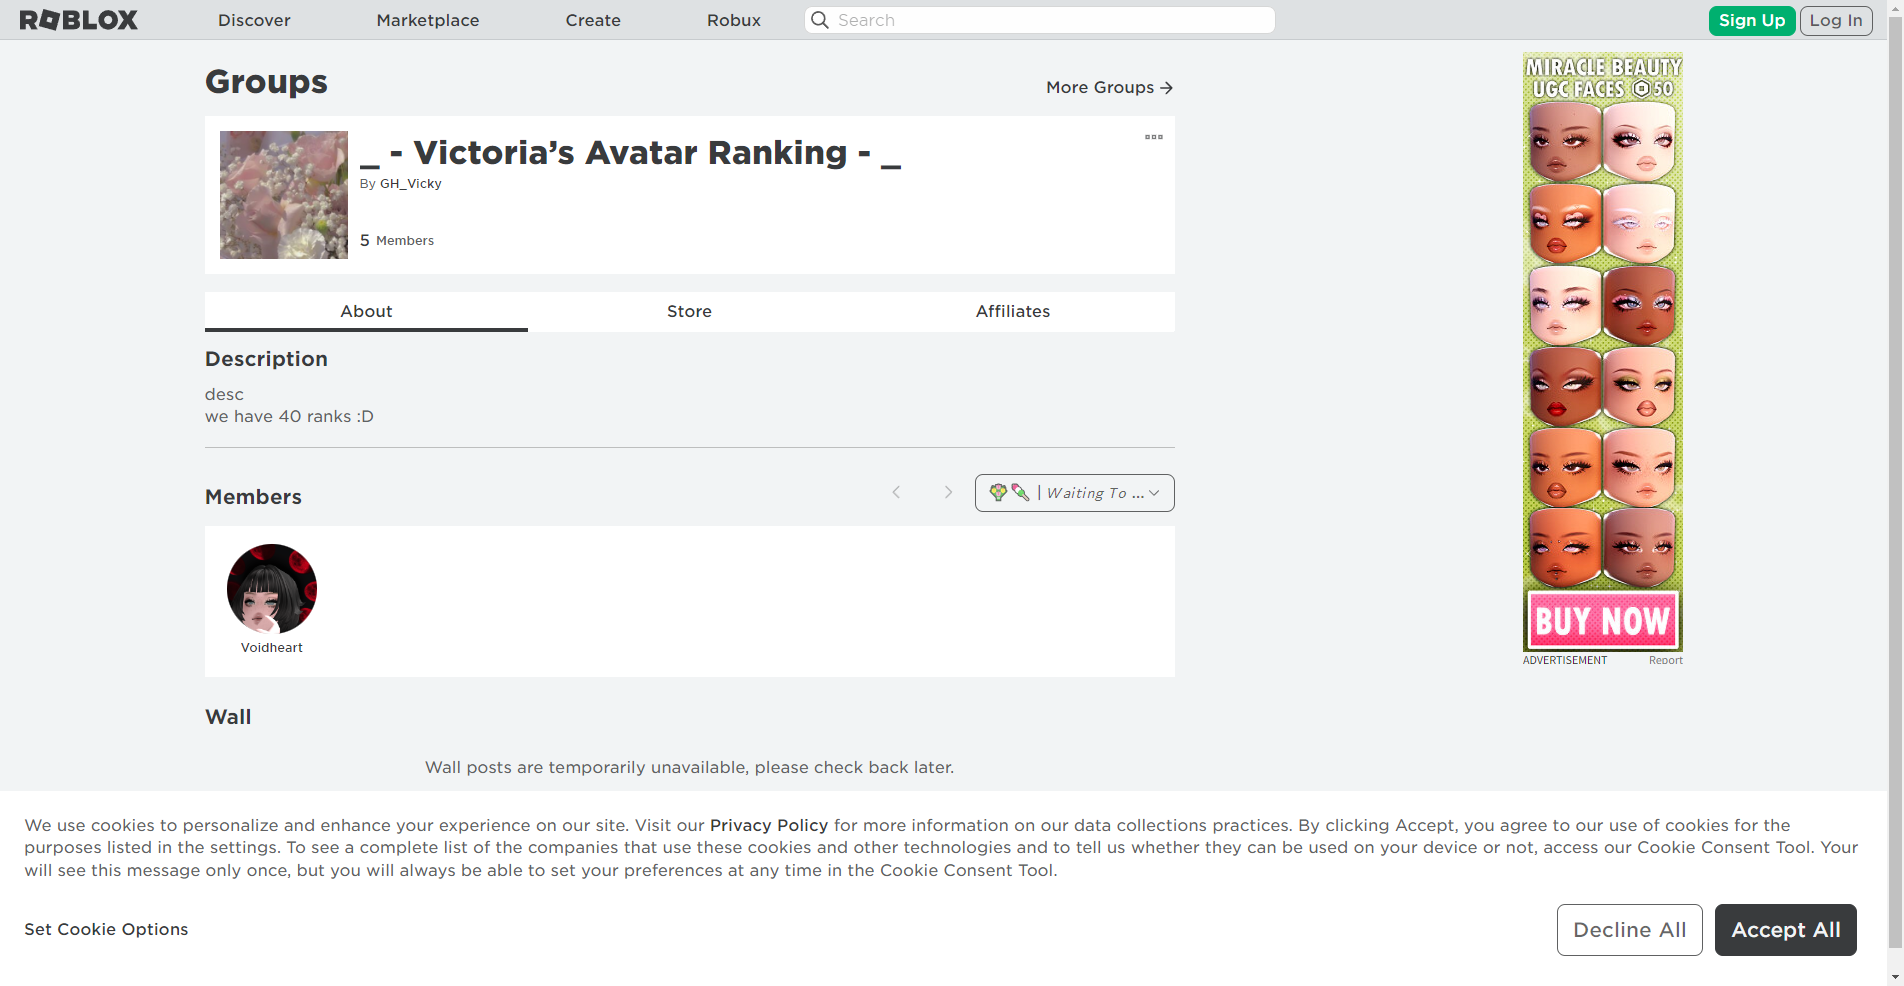 ROBLOX
Discover
Marketplace
Create
Robux
Search
Sign Up
Log In
Groups
More Groups →
_ - Victoria’s Avatar Ranking - _
By GH_Vicky
5 Members
About
Store
Affiliates
Description
desc
we have 40 ranks :D
Members
| Waiting To ...
Voidheart
Wall
Wall posts are temporarily unavailable, please check back later.
MIRACLE BEAUTY
UGC FACES 50
BUY NOW
ADVERTISEMENT
Report
We use cookies to personalize and enhance your experience on our site. Visit our Privacy Policy for more information on our data collections practices. By clicking Accept, you agree to our use of cookies for the
purposes listed in the settings. To see a complete list of the companies that use these cookies and other technologies and to tell us whether they can be used on your device or not, access our Cookie Consent Tool. Your
will see this message only once, but you will always be able to set your preferences at any time in the Cookie Consent Tool.
Set Cookie Options
Decline All
Accept All